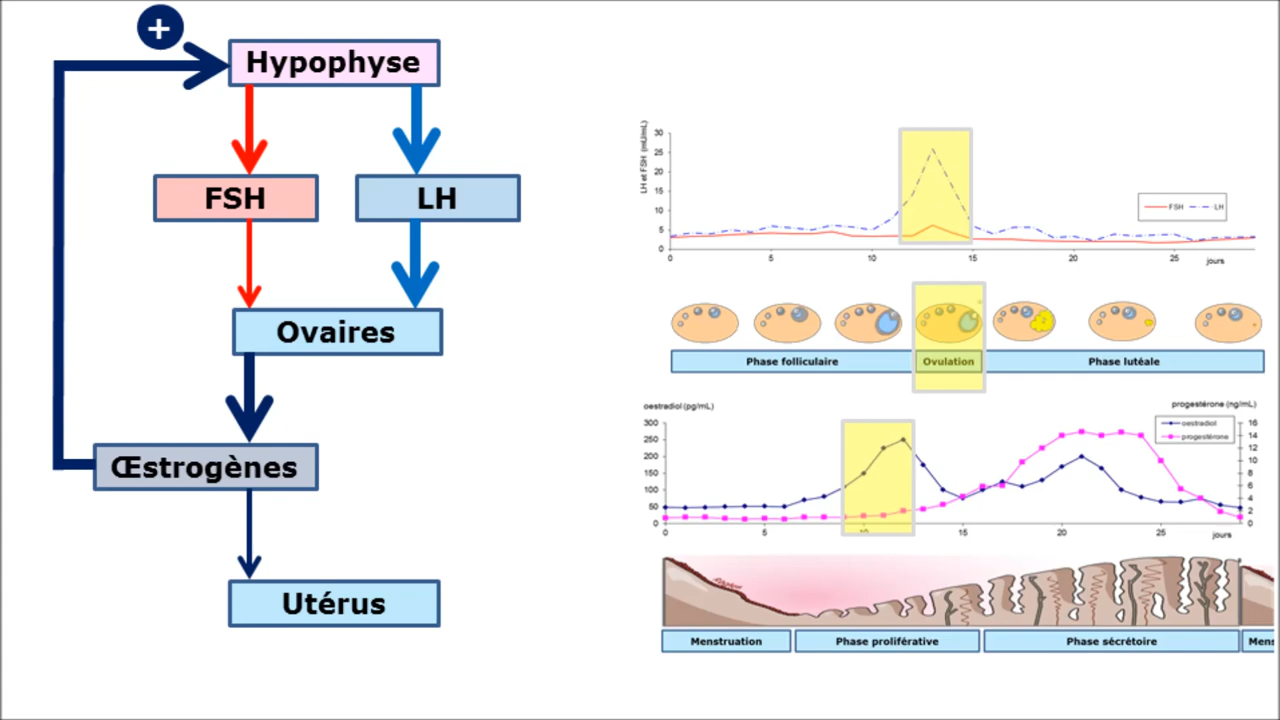 +
Hypophyse
FSH
LH
Ovaires
Œstrogènes
Utérus
LH et FSH (mUI/mL)
30
25
20
15
10
5
0
0 5 10 15 20 25 jours
FSH LH
Phase folliculaire Ovulation Phase lutéale
oestradiol (pg/mL) progestérone (ng/mL)
300 16
250 14
200 12
150 10
100 8
50 6
0 4
2
0
oestradiol
progestérone
0 5 10 15 20 25 jours
Menstruation Phase proliférative Phase sécrétoire Mens